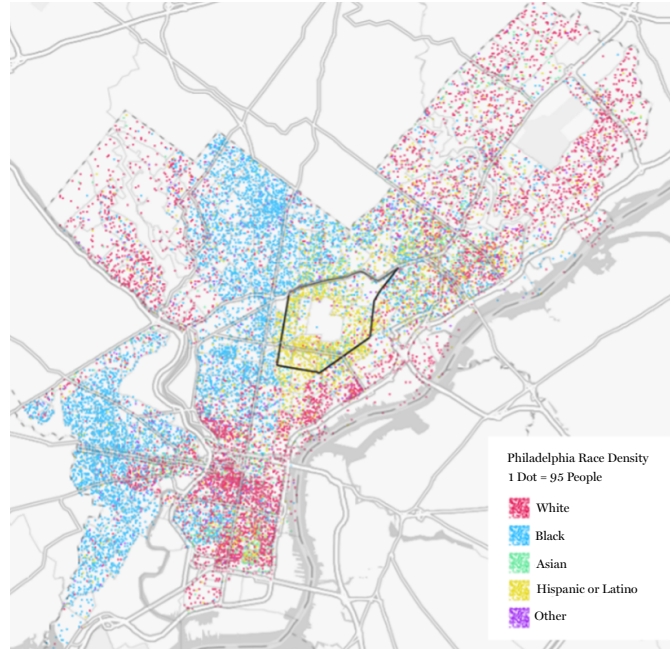 Philadelphia Race Density
1 Dot = 95 People
White
Black
Asian
Hispanic or Latino
Other